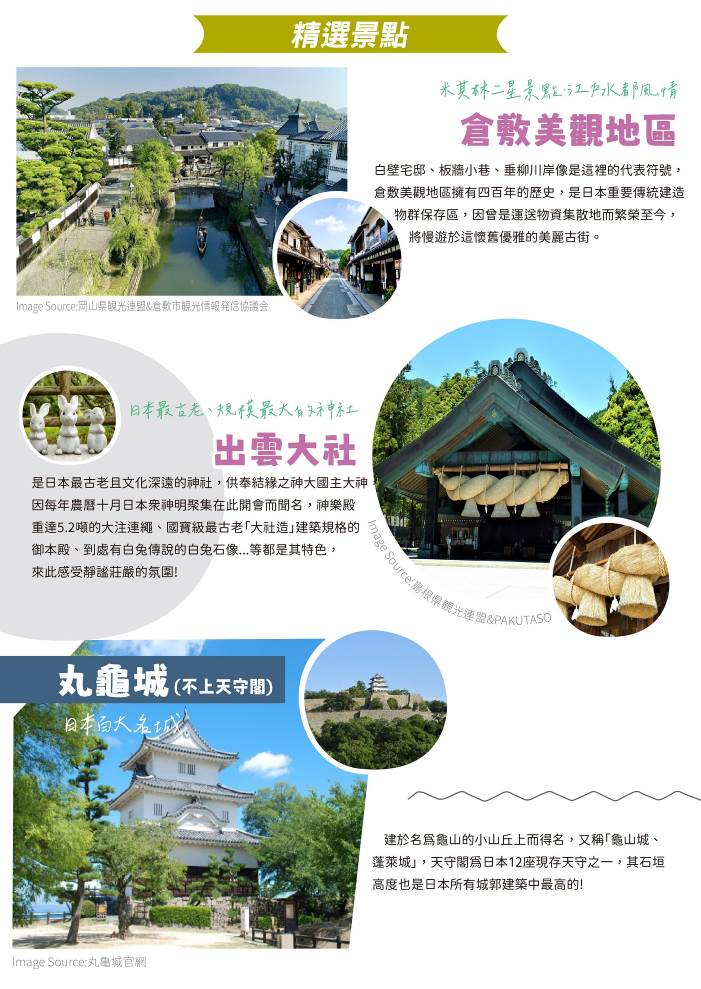 精選景點
米其林二星景點‧江戶水都風情
倉敷美觀地區
白壁宅邸、板牆小巷、垂柳川岸像是這裡的代表符號，
倉敷美觀地區擁有四百年的歷史，是日本重要傳統建造
物群保存區，因曾是運送物資集散地而繁榮至今，
將慢遊於這懷舊優雅的美麗古街。
Image Source:岡山県観光連盟&倉敷市観光情報発信協議会
日本最古老、規模最大的神社
出雲大社
是日本最古老且文化深遠的神社，供奉結緣之神大國主大神，
因每年農曆十月日本衆神明聚集在此開會而聞名，神樂殿
重達5.2噸的大注連繩、國寶級最古老「大社造」建築規格的
御本殿、到處有白兔傳說的白兔石像...等都是其特色，
來此感受靜謐莊嚴的氛圍!
Image Source:島根県観光連盟&PAKUTASO
丸龜城(不上天守閣)
日本百大名城
建於名爲龜山的小山丘上而得名，又稱「龜山城、
蓬萊城」，天守閣爲日本12座現存天守之一，其石垣
高度也是日本所有城郭建築中最高的!
Image Source:丸亀城官網